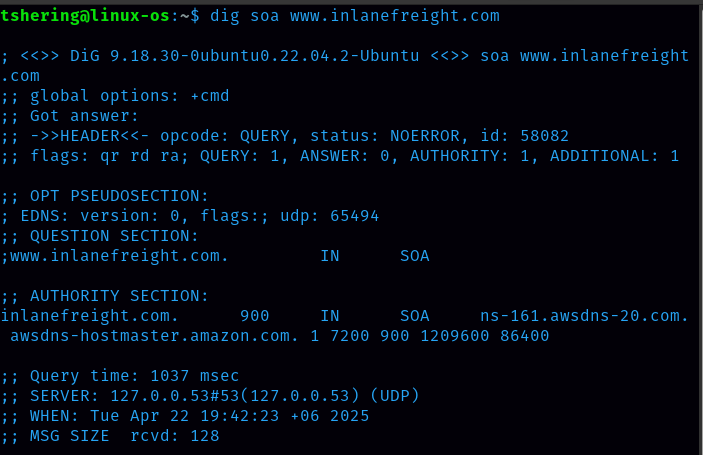 tshering@linux-os:~$ dig soa www.inlanefreight.com

; <<>> DiG 9.18.30-0ubuntu0.22.04.2-Ubuntu <<>> soa www.inlanefreight
.com
;; global options: +cmd
;; Got answer:
;; ->>HEADER<<- opcode: QUERY, status: NOERROR, id: 58082
;; flags: qr rd ra; QUERY: 1, ANSWER: 0, AUTHORITY: 1, ADDITIONAL: 1

;; OPT PSEUDOSECTION:
; EDNS: version: 0, flags:; udp: 65494
;; QUESTION SECTION:
;www.inlanefreight.com.		IN	SOA

;; AUTHORITY SECTION:
inlanefreight.com.	900	IN	SOA	ns-161.awsdns-20.com.
 awsdns-hostmaster.amazon.com. 1 7200 900 1209600 86400

;; Query time: 1037 msec
;; SERVER: 127.0.0.53#53(127.0.0.53) (UDP)
;; WHEN: Tue Apr 22 19:42:23 +06 2025
;; MSG SIZE  rcvd: 128